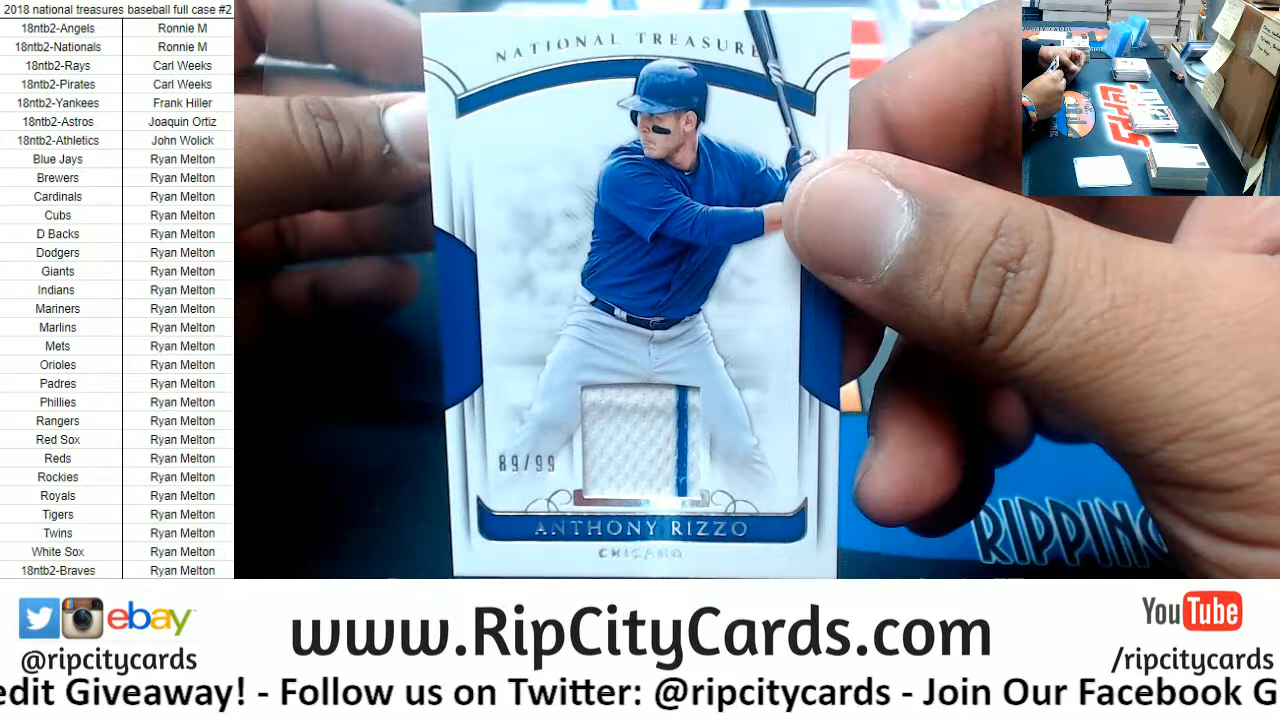 2018 national treasures baseball full case #2
18ntb2-Angels Ronnie M
18ntb2-Nationals Ronnie M
18ntb2-Rays Carl Weeks
18ntb2-Pirates Carl Weeks
18ntb2-Yankees Frank Hiller
18ntb2-Astros Joaquin Ortiz
18ntb2-Athletics John Wolick
Blue Jays Ryan Melton
Brewers Ryan Melton
Cardinals Ryan Melton
Cubs Ryan Melton
D Backs Ryan Melton
Dodgers Ryan Melton
Giants Ryan Melton
Indians Ryan Melton
Mariners Ryan Melton
Marlins Ryan Melton
Mets Ryan Melton
Orioles Ryan Melton
Padres Ryan Melton
Phillies Ryan Melton
Rangers Ryan Melton
Red Sox Ryan Melton
Reds Ryan Melton
Rockies Ryan Melton
Royals Ryan Melton
Tigers Ryan Melton
Twins Ryan Melton
White Sox Ryan Melton
18ntb2-Braves Ryan Melton
NATIONAL TREASURE
89/99
ANTHONY RIZZO
CHICAGO
RIPPING
ebay
@ripcitycards
www.RipCityCards.com
YouTube
/ripcitycards
edit Giveaway! - Follow us on Twitter: @ripcitycards - Join Our Facebook G